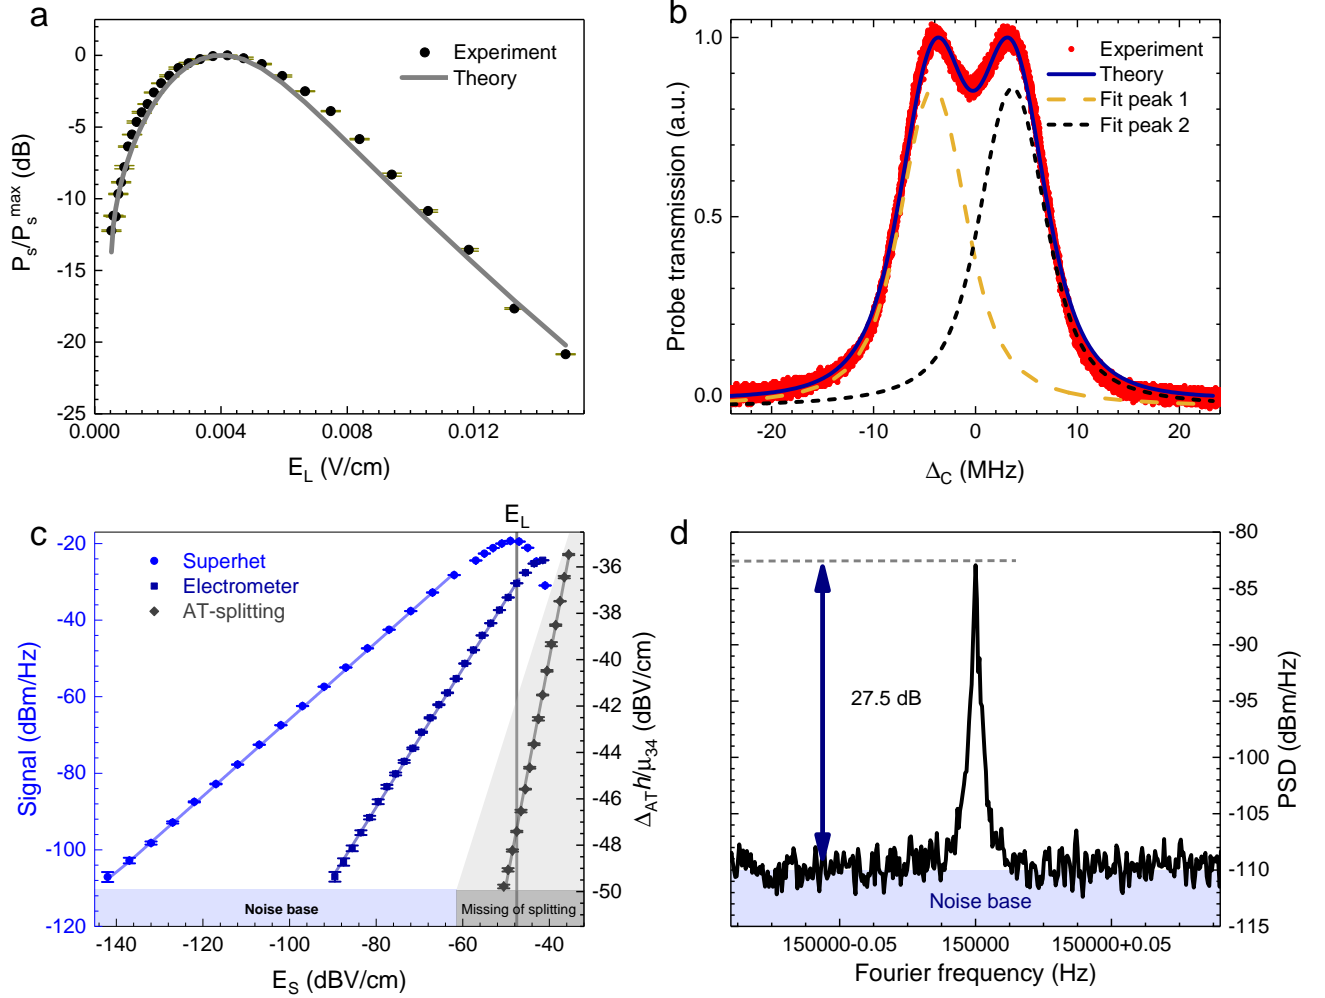 a
0
-5
-10
-15
-20
-25
P_s/P_s^max (dB)
Experiment
Theory
0.000
0.004
0.008
0.012
E_L (V/cm)
b
1.0
0.5
0.0
Probe transmission (a.u.)
Experiment
Theory
Fit peak 1
Fit peak 2
-20
-10
0
10
20
Δ_C (MHz)
c
E_L
-20
-40
-60
-80
-100
-120
Signal (dBm/Hz)
Superhet
Electrometer
AT-splitting
-36
-38
-40
-42
-44
-46
-48
-50
Δ_AT h/μ_34 (dBV/cm)
Noise base
Missing of splitting
-140
-120
-100
-80
-60
-40
E_S (dBV/cm)
d
-80
-85
-90
-95
-100
-105
-110
-115
PSD (dBm/Hz)
27.5 dB
Noise base
150000-0.05
150000
150000+0.05
Fourier frequency (Hz)